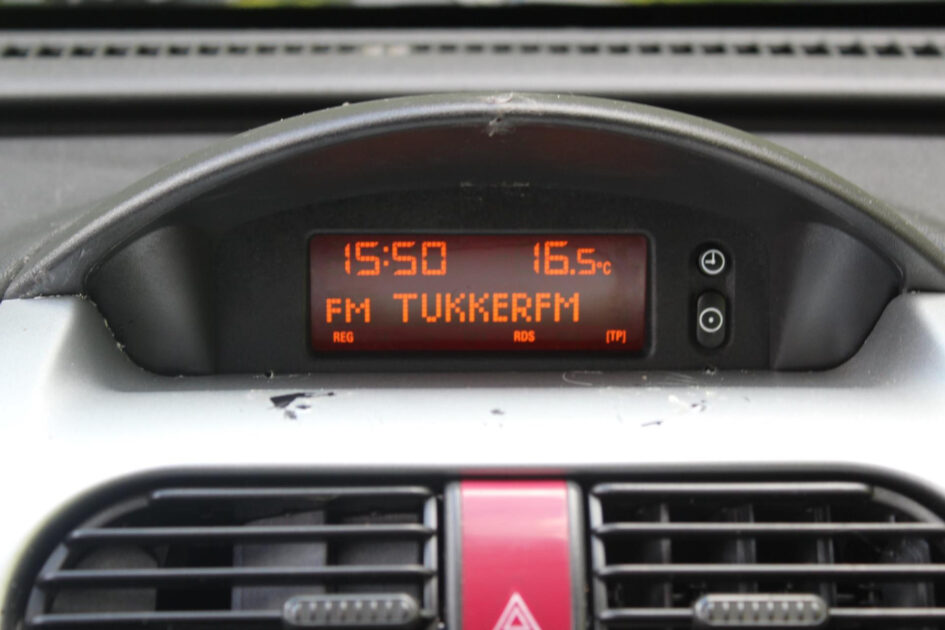 15:50 16.5°C
FM TUKKERFM
REG RDS [TP]